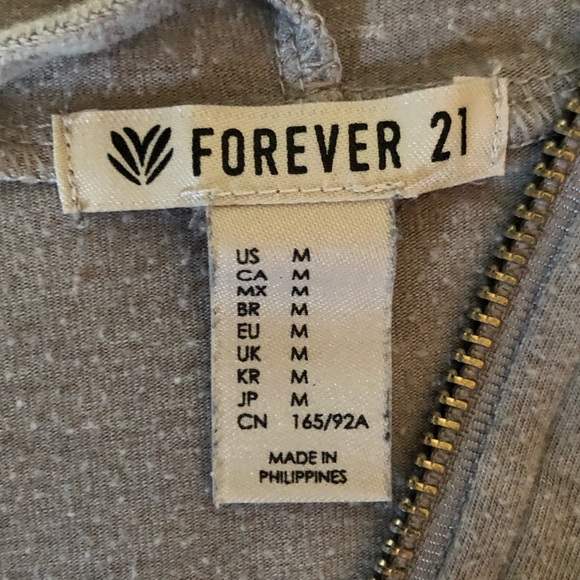 FOREVER 21
US M
CA M
MX M
BR M
EU M
UK M
KR M
JP M
CN 165/92A
MADE IN
PHILIPPINES